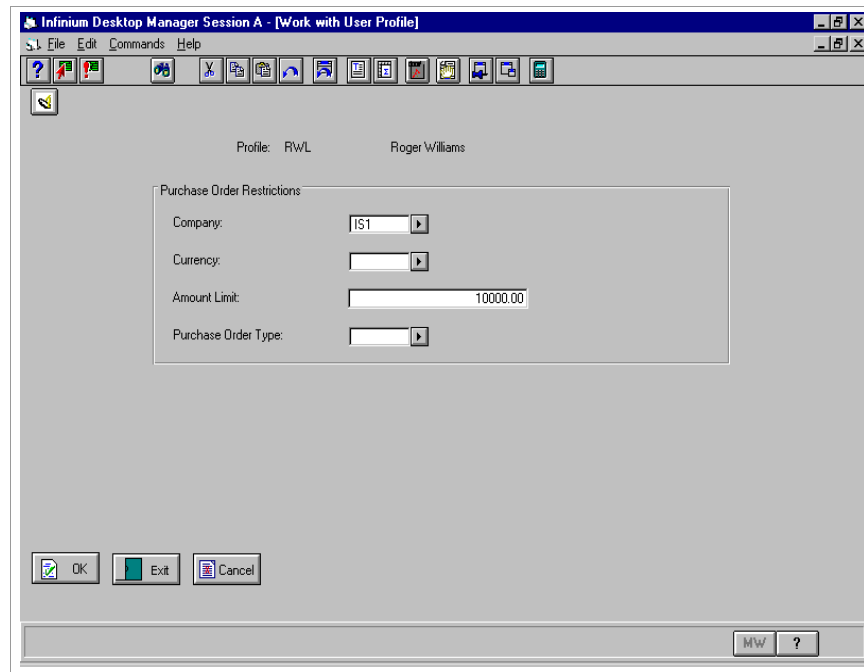 Infinium Desktop Manager Session A - [Work with User Profile]
File Edit Commands Help
Profile: RWL Roger Williams
Purchase Order Restrictions
Company: IS1
Currency:
Amount Limit: 10000.00
Purchase Order Type:
OK Exit Cancel
MW ?